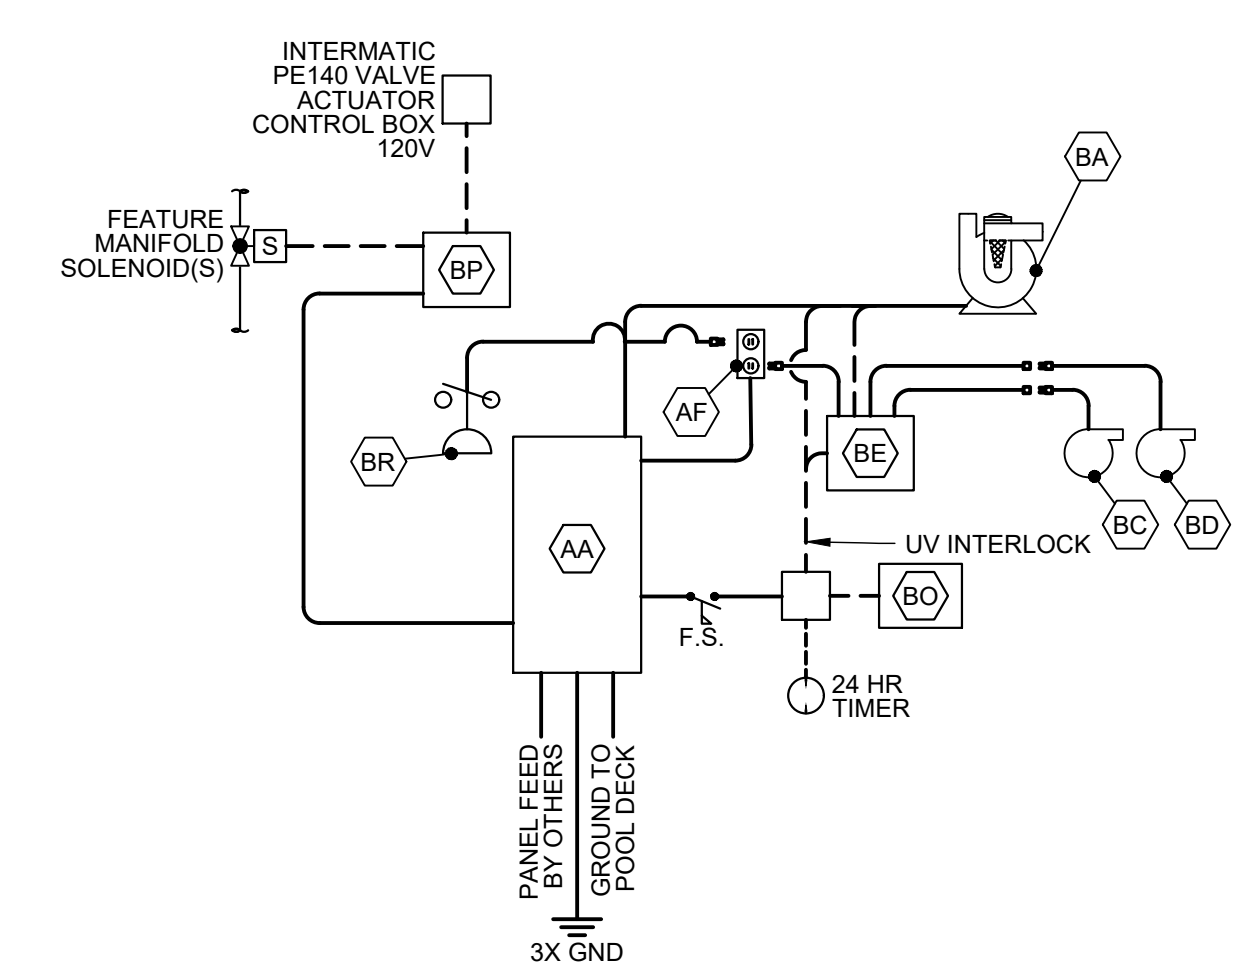 INTERMATIC
PE140 VALVE
ACTUATOR
CONTROL BOX
120V
BA
FEATURE
MANIFOLD
SOLENOID(S)
S
BP
AF
BR
BE
BC
BD
AA
UV INTERLOCK
BO
F.S.
24 HR
TIMER
PANEL FEED
BY OTHERS
GROUND TO
POOL DECK
3X GND